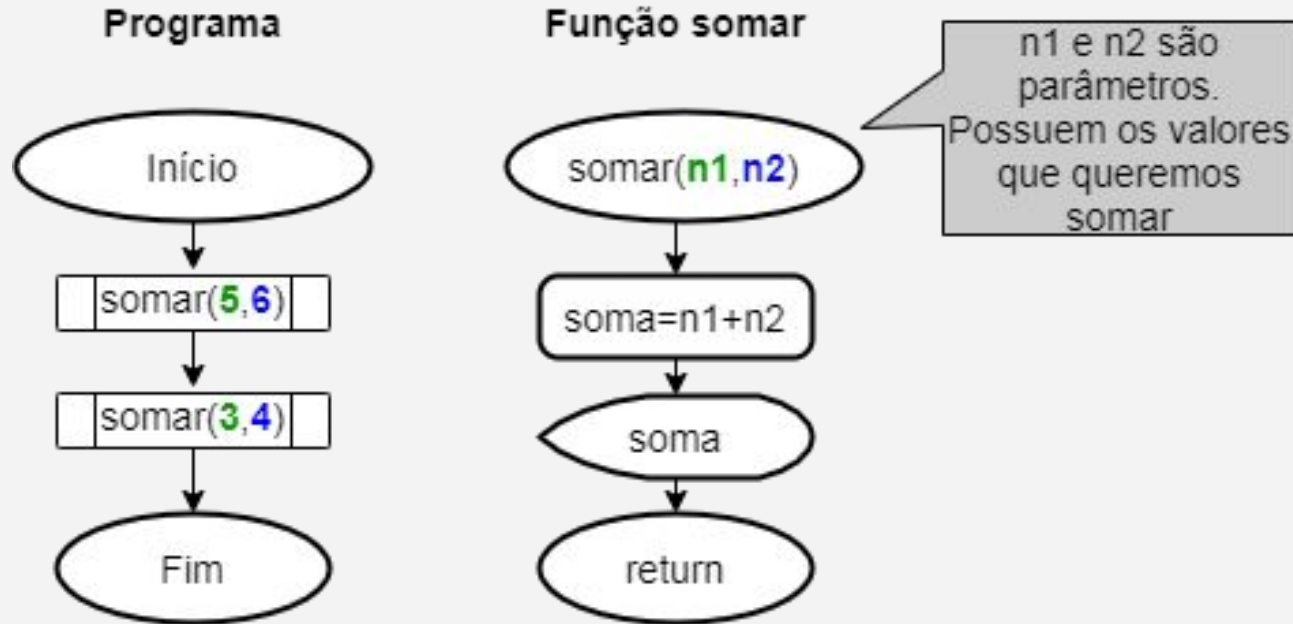 Programa
Início
somar(5,6)
somar(3,4)
Fim
Função somar
somar(n1,n2)
soma=n1+n2
soma
return
n1 e n2 são
parâmetros.
Possuem os valores
que queremos
somar